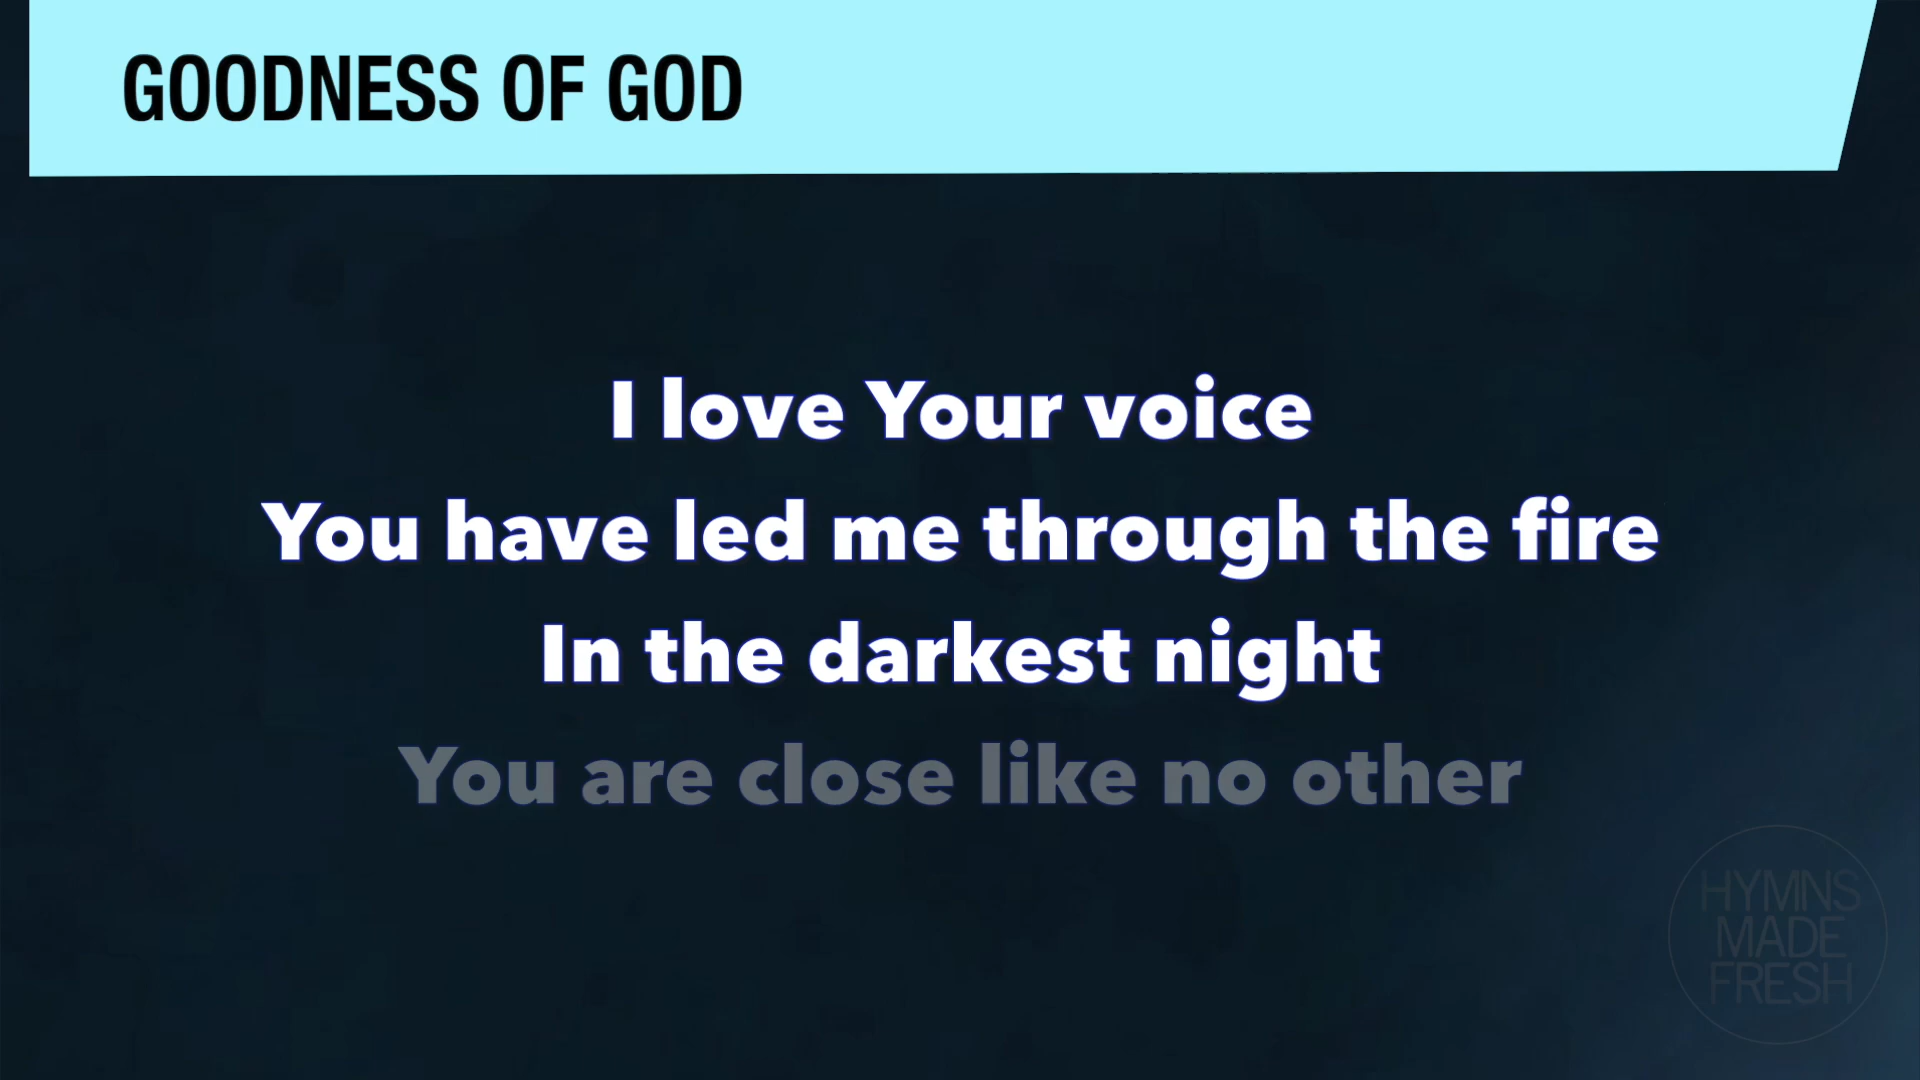 GOODNESS OF GOD
I love Your voice
You have led me through the fire
In the darkest night
You are close like no other
HYMNS
MADE
FRESH